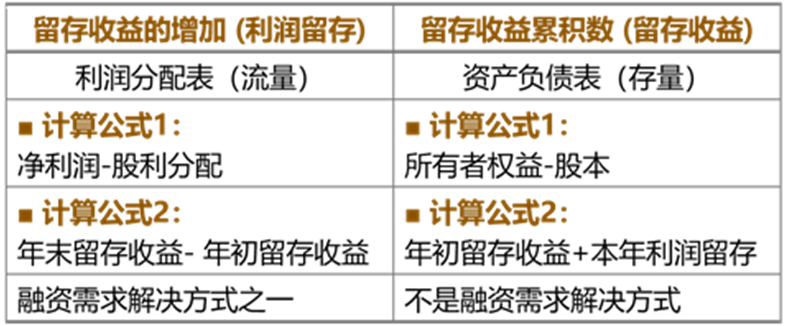 留存收益的增加 (利润留存)
留存收益累积数 (留存收益)
利润分配表（流量）
资产负债表（存量）
■ 计算公式1：
净利润-股利分配
■ 计算公式1：
所有者权益-股本
■ 计算公式2：
年末留存收益- 年初留存收益
■ 计算公式2：
年初留存收益+本年利润留存
融资需求解决方式之一
不是融资需求解决方式